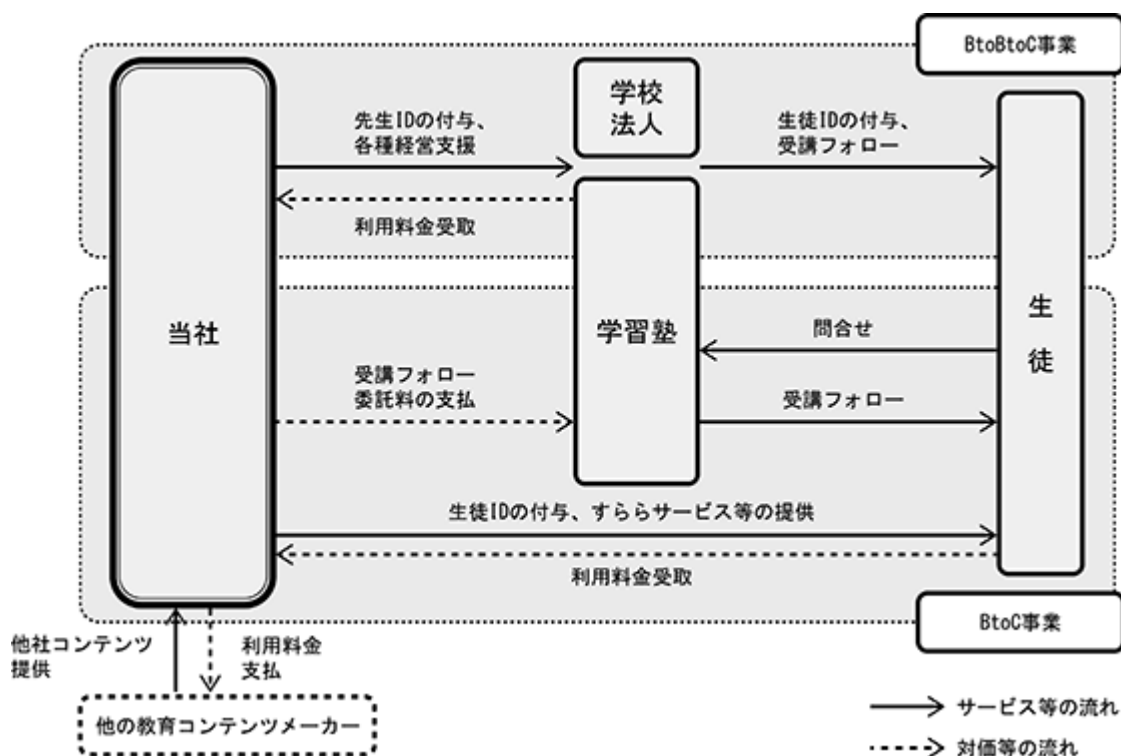 BtoBtoC事業
学校
法人
先生IDの付与、
各種経営支援
生徒IDの付与、
受講フォロー
利用料金受取
当社
学習塾
生
徒
問合せ
受講フォロー
委託料の支払
受講フォロー
生徒IDの付与、すららサービス等の提供
利用料金受取
BtoC事業
他社コンテンツ
提供
利用料金
支払
他の教育コンテンツメーカー
サービス等の流れ
対価等の流れ